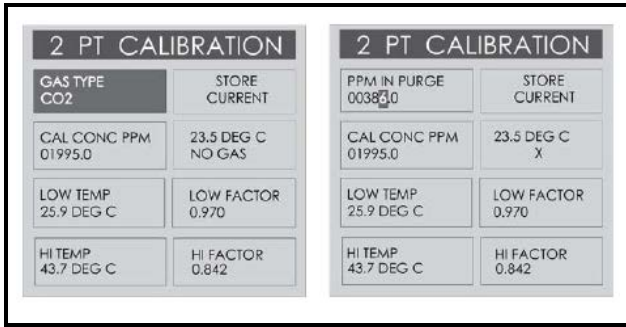 2 PT CALIBRATION
GAS TYPE
CO2
STORE
CURRENT
CAL CONC PPM
01995.0
23.5 DEG C
NO GAS
LOW TEMP
25.9 DEG C
LOW FACTOR
0.970
HI TEMP
43.7 DEG C
HI FACTOR
0.842
2 PT CALIBRATION
PPM IN PURGE
00386.0
STORE
CURRENT
CAL CONC PPM
01995.0
23.5 DEG C
X
LOW TEMP
25.9 DEG C
LOW FACTOR
0.970
HI TEMP
43.7 DEG C
HI FACTOR
0.842